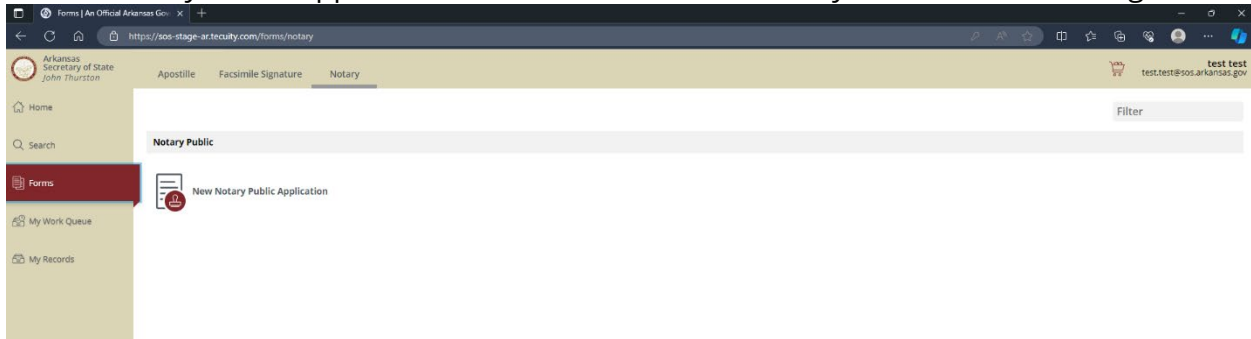 Forms | An Official Arkansas Gov
https://sos-stage-ar.tecuity.com/forms/notary
Arkansas
Secretary of State
John Thurston
Apostille Facsimile Signature Notary
test test
test.test@sos.arkansas.gov
Home
Filter
Search
Notary Public
Forms
New Notary Public Application
My Work Queue
My Records